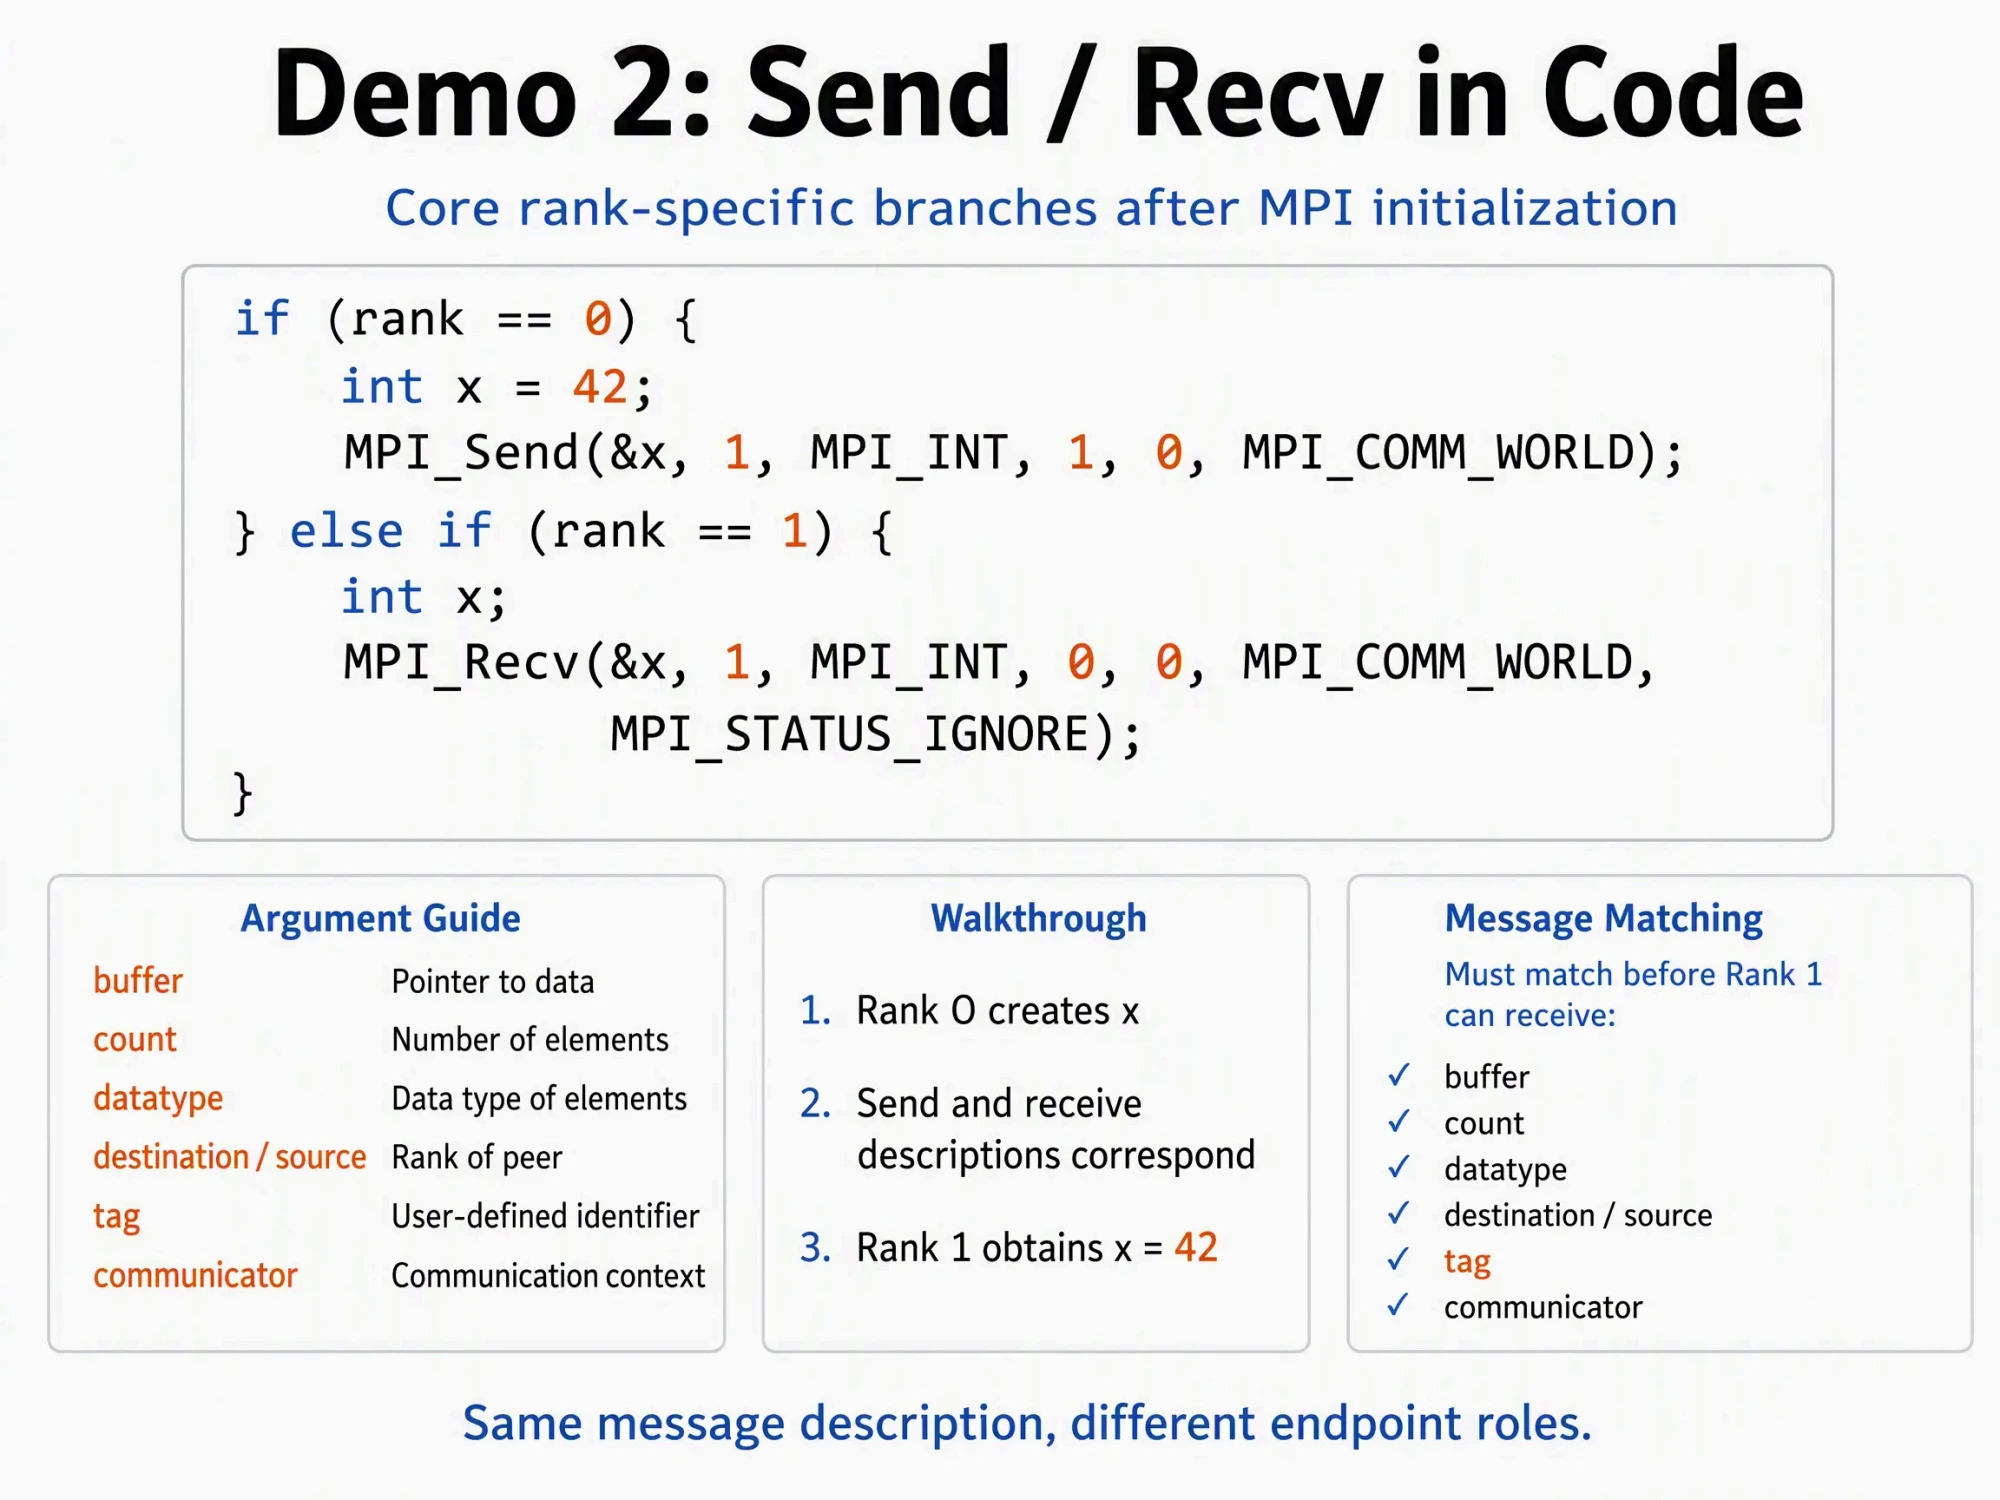 Demo 2: Send / Recv in Code
Core rank-specific branches after MPI initialization
if (rank == 0) {
    int x = 42;
    MPI_Send(&x, 1, MPI_INT, 1, 0, MPI_COMM_WORLD);
} else if (rank == 1) {
    int x;
    MPI_Recv(&x, 1, MPI_INT, 0, 0, MPI_COMM_WORLD,
              MPI_STATUS_IGNORE);
}
Argument Guide
buffer Pointer to data
count Number of elements
datatype Data type of elements
destination / source Rank of peer
tag User-defined identifier
communicator Communication context
Walkthrough
1. Rank O creates x
2. Send and receive
descriptions correspond
3. Rank 1 obtains x = 42
Message Matching
Must match before Rank 1
can receive:
✓ buffer
✓ count
✓ datatype
✓ destination / source
✓ tag
✓ communicator
Same message description, different endpoint roles.